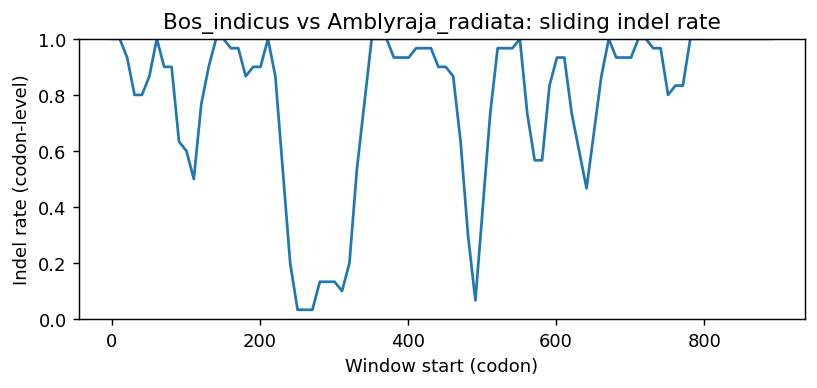 Bos_indicus vs Amblyraja_radiata: sliding indel rate
Indel rate (codon-level)
1.0
0.8
0.6
0.4
0.2
0.0
0 200 400 600 800
Window start (codon)